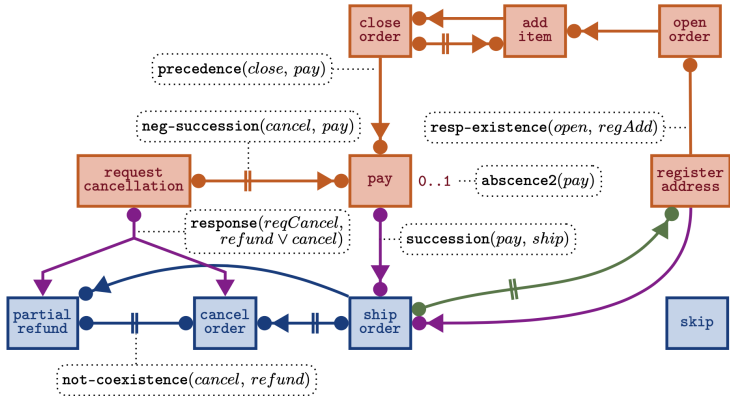 close
order
add
item
open
order
precedence(close, pay)
neg-succession(cancel, pay)
resp-existence(open, regAdd)
request
cancellation
pay
0..1
abscence2(pay)
register
address
response(reqCancel,
refund ∨ cancel)
succession(pay, ship)
partial
refund
cancel
order
ship
order
skip
not-coexistence(cancel, refund)